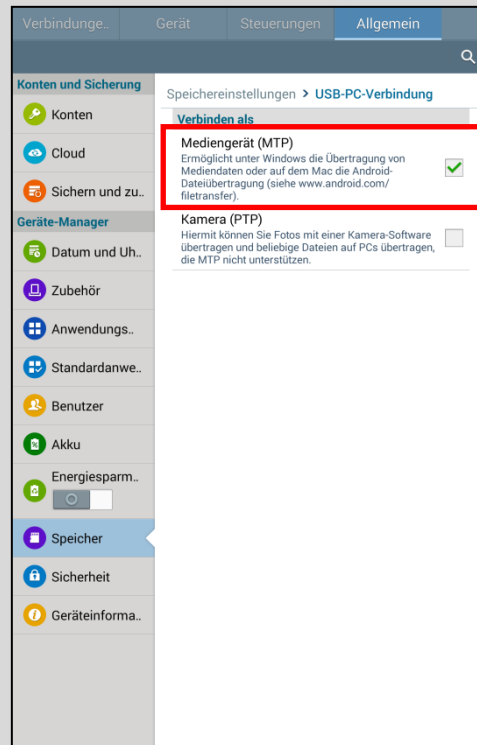 Verbindunge..
Gerät
Steuerungen
Allgemein
Konten und Sicherung
Konten
Cloud
Sichern und zu..
Geräte-Manager
Datum und Uh..
Zubehör
Anwendungs..
Standardanwe..
Benutzer
Akku
Energiesparm..
Speicher
Sicherheit
Geräteinforma..
Speichereinstellungen > USB-PC-Verbindung
Verbinden als
Mediengerät (MTP)
Ermöglicht unter Windows die Übertragung von
Mediendaten oder auf dem Mac die Android-
Dateiübertragung (siehe www.android.com/
filetransfer).
Kamera (PTP)
Hiermit können Sie Fotos mit einer Kamera-Software
übertragen und beliebige Dateien auf PCs übertragen,
die MTP nicht unterstützen.